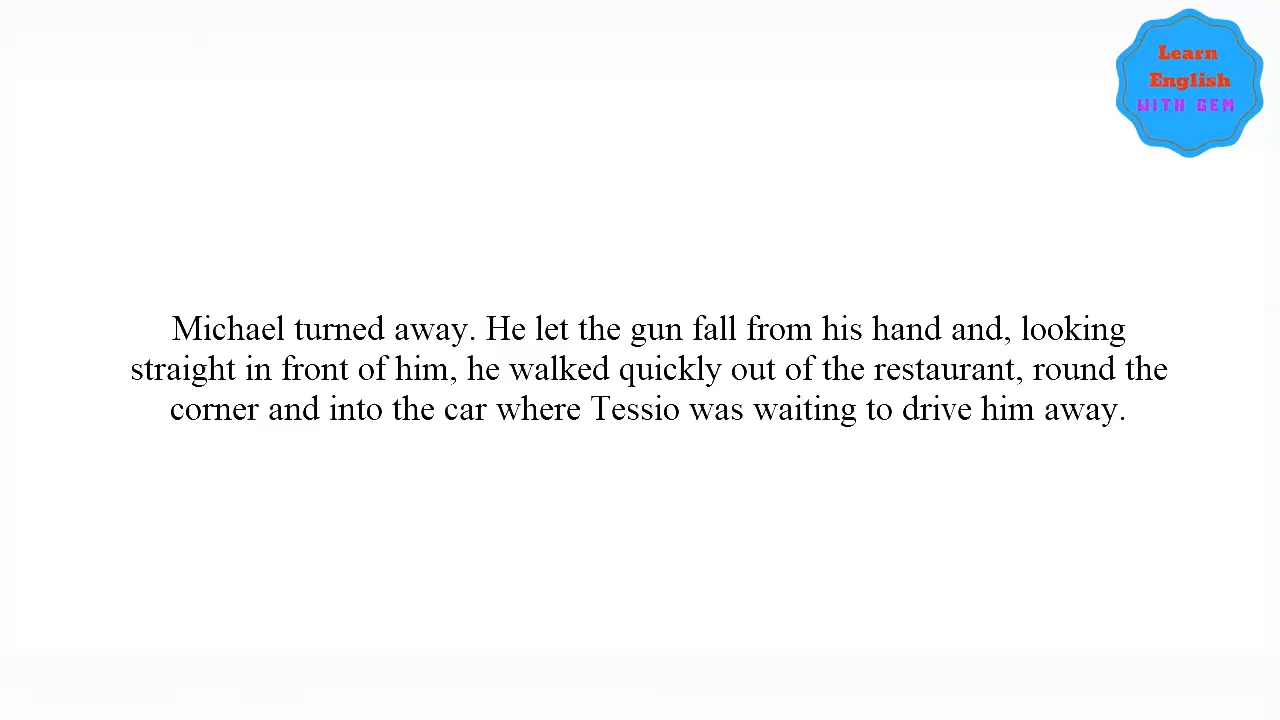 Learn
English
WITH GEM
Michael turned away. He let the gun fall from his hand and, looking
straight in front of him, he walked quickly out of the restaurant, round the
corner and into the car where Tessio was waiting to drive him away.